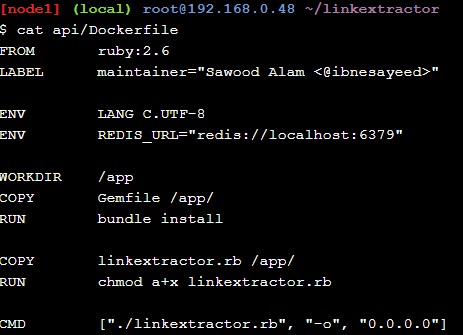 [node1] (local) root@192.168.0.48 ~/linkextractor
$ cat api/Dockerfile
FROM ruby:2.6
LABEL maintainer="Sawood Alam <@ibnesayeed>"
ENV LANG C.UTF-8
ENV REDIS_URL="redis://localhost:6379"
WORKDIR /app
COPY Gemfile /app/
RUN bundle install
COPY linkextractor.rb /app/
RUN chmod a+x linkextractor.rb
CMD ["./linkextractor.rb", "-o", "0.0.0.0"]